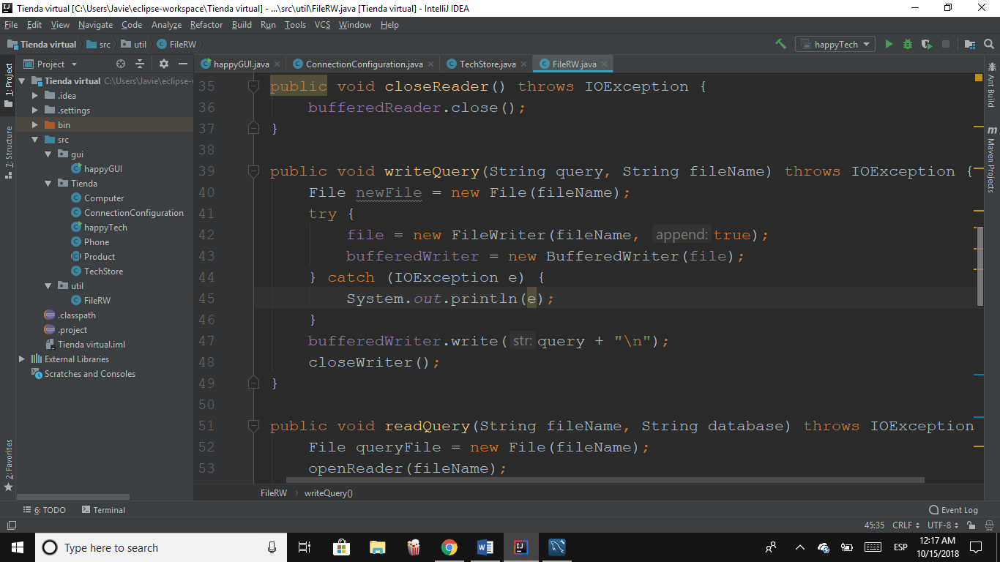 Tienda virtual [C:\Users\Javie\eclipse-workspace\Tienda virtual] - ...\src\util\FileRW.java [Tienda virtual] - IntelliJ IDEA
File Edit View Navigate Code Analyze Refactor Build Run Tools VCS Window Help
Tienda virtual src util FileRW happyTech
1: Project
7: Structure
2: Favorites
Project
Tienda virtual C:\Users\Javie\eclipse-
.idea
.settings
bin
src
gui
happyGUI
Tienda
Computer
ConnectionConfiguration
happyTech
Phone
Product
TechStore
util
FileRW
.classpath
.project
Tienda virtual.iml
External Libraries
Scratches and Consoles
happyGUI.java ConnectionConfiguration.java TechStore.java FileRW.java
35 public void closeReader() throws IOException {
36 bufferedReader.close();
37 }
38
39 public void writeQuery(String query, String fileName) throws IOException {
40 File newFile = new File(fileName);
41 try {
42 file = new FileWriter(fileName, append: true);
43 bufferedWriter = new BufferedWriter(file);
44 } catch (IOException e) {
45 System.out.println(e);
46 }
47 bufferedWriter.write( str: query + "\n");
48 closeWriter();
49 }
50
51 public void readQuery(String fileName, String database) throws IOException
52 File queryFile = new File(fileName);
53 openReader(fileName);
FileRW writeQuery()
Ant Build
m Maven Projects
6: TODO Terminal Event Log
45:35 CRLF UTF-8
Type here to search
ESP
12:17 AM
10/15/2018